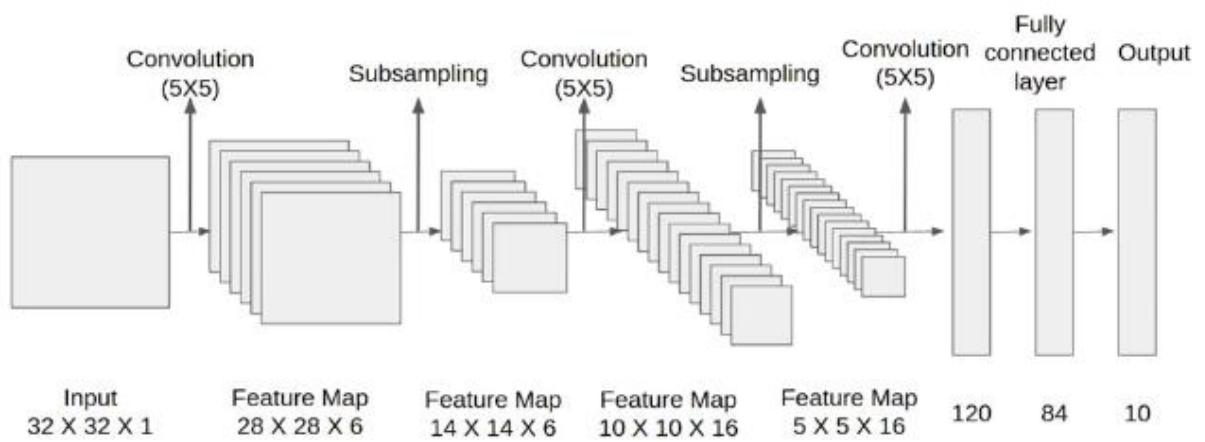 Convolution
(5X5)
Subsampling
Convolution
(5X5)
Subsampling
Convolution
(5X5)
Fully
connected
layer
Output
Input
32 X 32 X 1
Feature Map
28 X 28 X 6
Feature Map
14 X 14 X 6
Feature Map
10 X 10 X 16
Feature Map
5 X 5 X 16
120
84
10